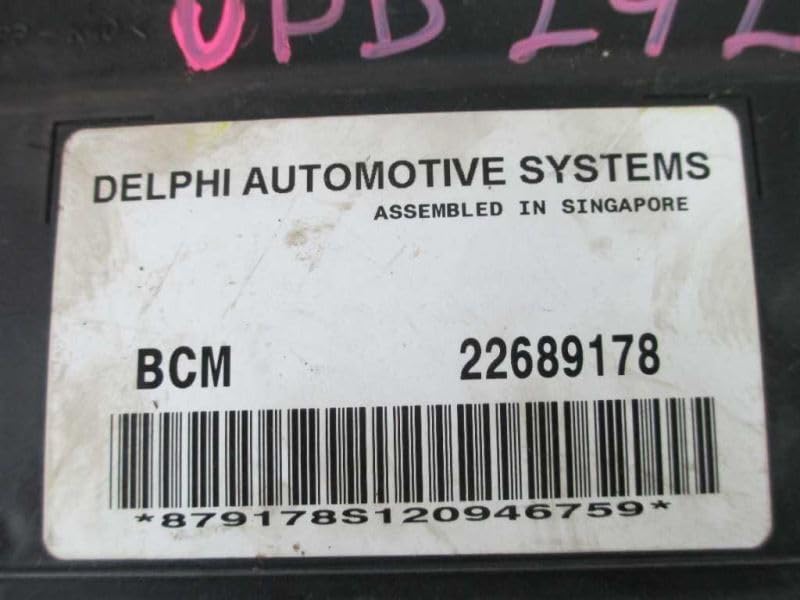 DELPHI AUTOMOTIVE SYSTEMS
ASSEMBLED IN SINGAPORE
BCM 22689178
*879178S120946759*